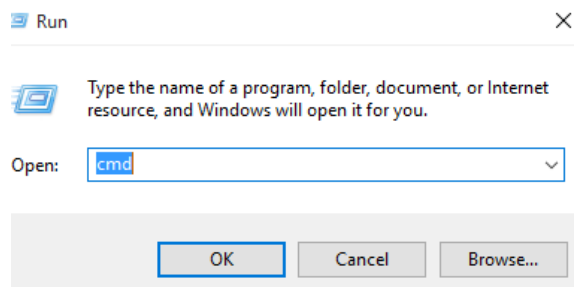 Run
Type the name of a program, folder, document, or Internet
resource, and Windows will open it for you.
Open: cmd
OK Cancel Browse...